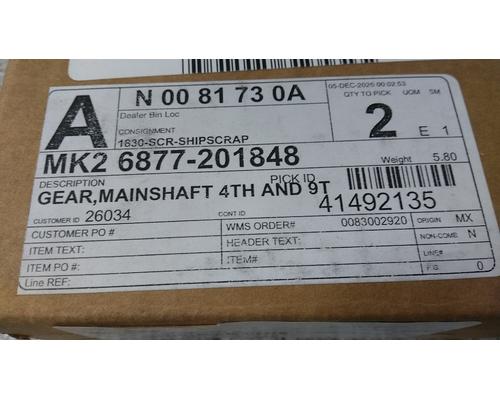 A
N 00 81 73 0A
Dealer Bin Loc
CONSIGNMENT
1630-SCR-SHIPSCRAP
05-DEC-2025 00:02:53
QTY TO PICK UOM SM
2 E 1
MK2 6877-201848
Weight 5.80
DESCRIPTION
PICK ID
GEAR,MAINSHAFT 4TH AND 9T
41492135
CUSTOMER ID 26034
CONT ID
CUSTOMER PO #
WMS ORDER# 0083002920
ORIGIN MX
ITEM TEXT:
HEADER TEXT:
NON-CONF N
ITEM PO #:
ITEM#
LINE#
Line REF:
0